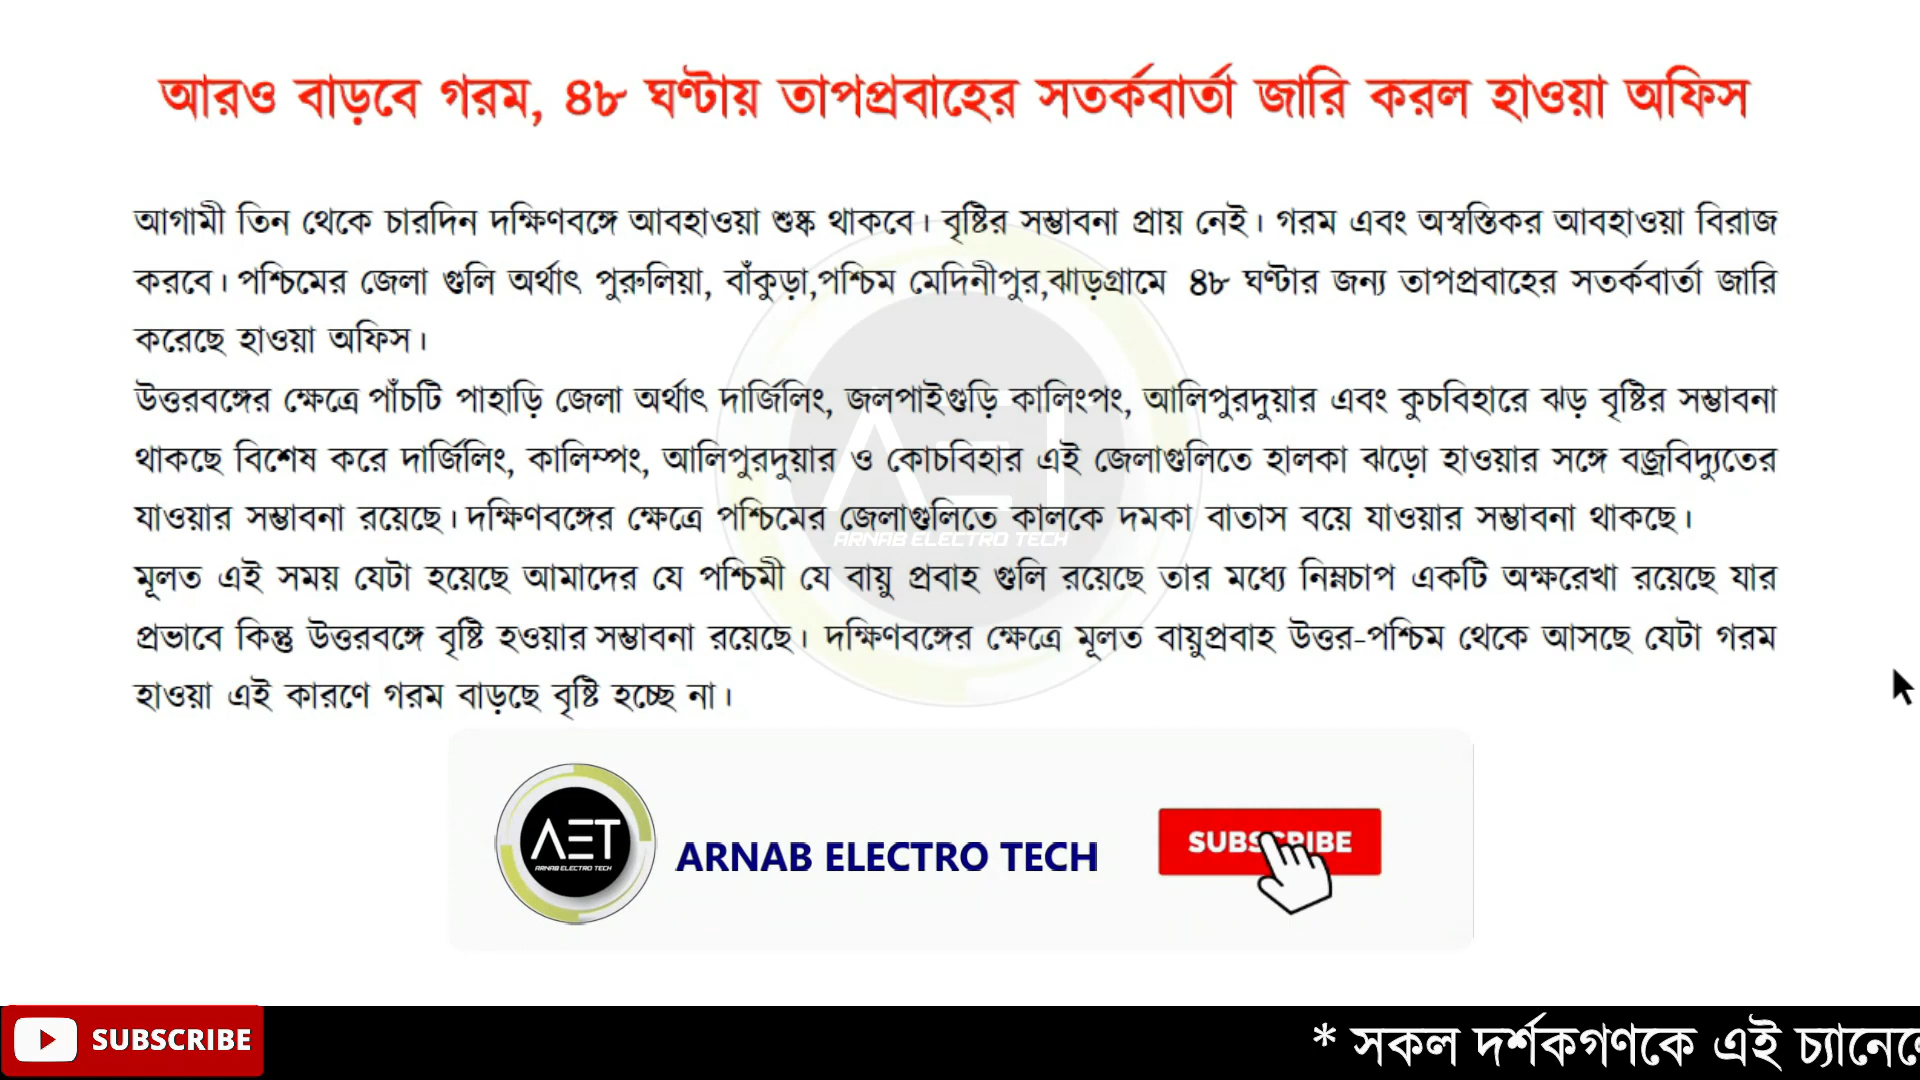 আরও বাড়বে গরম, ৪৮ ঘণ্টায় তাপপ্রবাহের সতর্কবার্তা জারি করল হাওয়া অফিস
আগামী তিন থেকে চারদিন দক্ষিণবঙ্গে আবহাওয়া শুষ্ক থাকবে। বৃষ্টির সম্ভাবনা প্রায় নেই। গরম এবং অস্বস্তিকর আবহাওয়া বিরাজ
করবে। পশ্চিমের জেলা গুলি অর্থাৎ পুরুলিয়া, বাঁকুড়া,পশ্চিম মেদিনীপুর,ঝাড়গ্রামে ৪৮ ঘণ্টার জন্য তাপপ্রবাহের সতর্কবার্তা জারি
করেছে হাওয়া অফিস।
উত্তরবঙ্গের ক্ষেত্রে পাঁচটি পাহাড়ি জেলা অর্থাৎ দার্জিলিং, জলপাইগুড়ি কালিংপং, আলিপুরদুয়ার এবং কুচবিহারে ঝড় বৃষ্টির সম্ভাবনা
থাকছে বিশেষ করে দার্জিলিং, কালিম্পং, আলিপুরদুয়ার ও কোচবিহার এই জেলাগুলিতে হালকা ঝড়ো হাওয়ার সঙ্গে বজ্রবিদ্যুতের
যাওয়ার সম্ভাবনা রয়েছে। দক্ষিণবঙ্গের ক্ষেত্রে পশ্চিমের জেলাগুলিতে কালকে দমকা বাতাস বয়ে যাওয়ার সম্ভাবনা থাকছে।
মূলত এই সময় যেটা হয়েছে আমাদের যে পশ্চিমী যে বায়ু প্রবাহ গুলি রয়েছে তার মধ্যে নিম্নচাপ একটি অক্ষরেখা রয়েছে যার
প্রভাবে কিন্তু উত্তরবঙ্গে বৃষ্টি হওয়ার সম্ভাবনা রয়েছে। দক্ষিণবঙ্গের ক্ষেত্রে মূলত বায়ুপ্রবাহ উত্তর-পশ্চিম থেকে আসছে যেটা গরম
হাওয়া এই কারণে গরম বাড়ছে বৃষ্টি হচ্ছে না।
AET
ARNAB ELECTRO TECH
AET
ARNAB ELECTRO TECH
ARNAB ELECTRO TECH
SUBSCRIBE
SUBSCRIBE
* সকল দর্শকগণকে এই